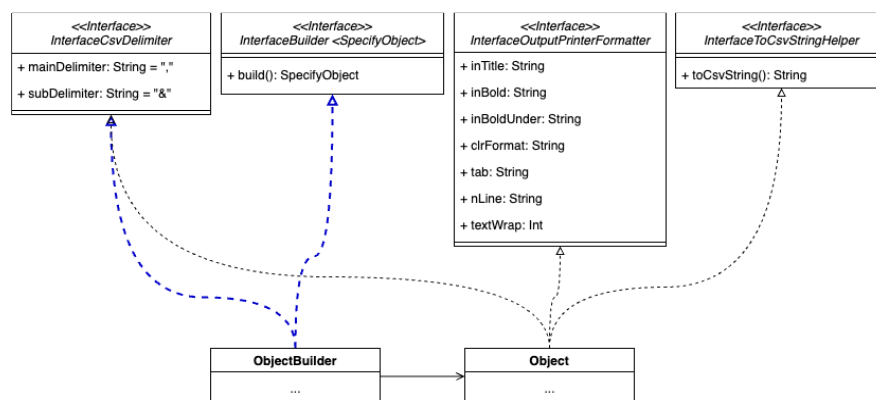 <<Interface>>
InterfaceCsvDelimiter
+ mainDelimiter: String = ","
+ subDelimiter: String = "&"
<<Interface>>
InterfaceBuilder <SpecifyObject>
+ build(): SpecifyObject
<<Interface>>
InterfaceOutputPrinterFormatter
+ inTitle: String
+ inBold: String
+ inBoldUnder: String
+ clrFormat: String
+ tab: String
+ nLine: String
+ textWrap: Int
<<Interface>>
InterfaceToCsvStringHelper
+ toCsvString(): String
ObjectBuilder
...
Object
...